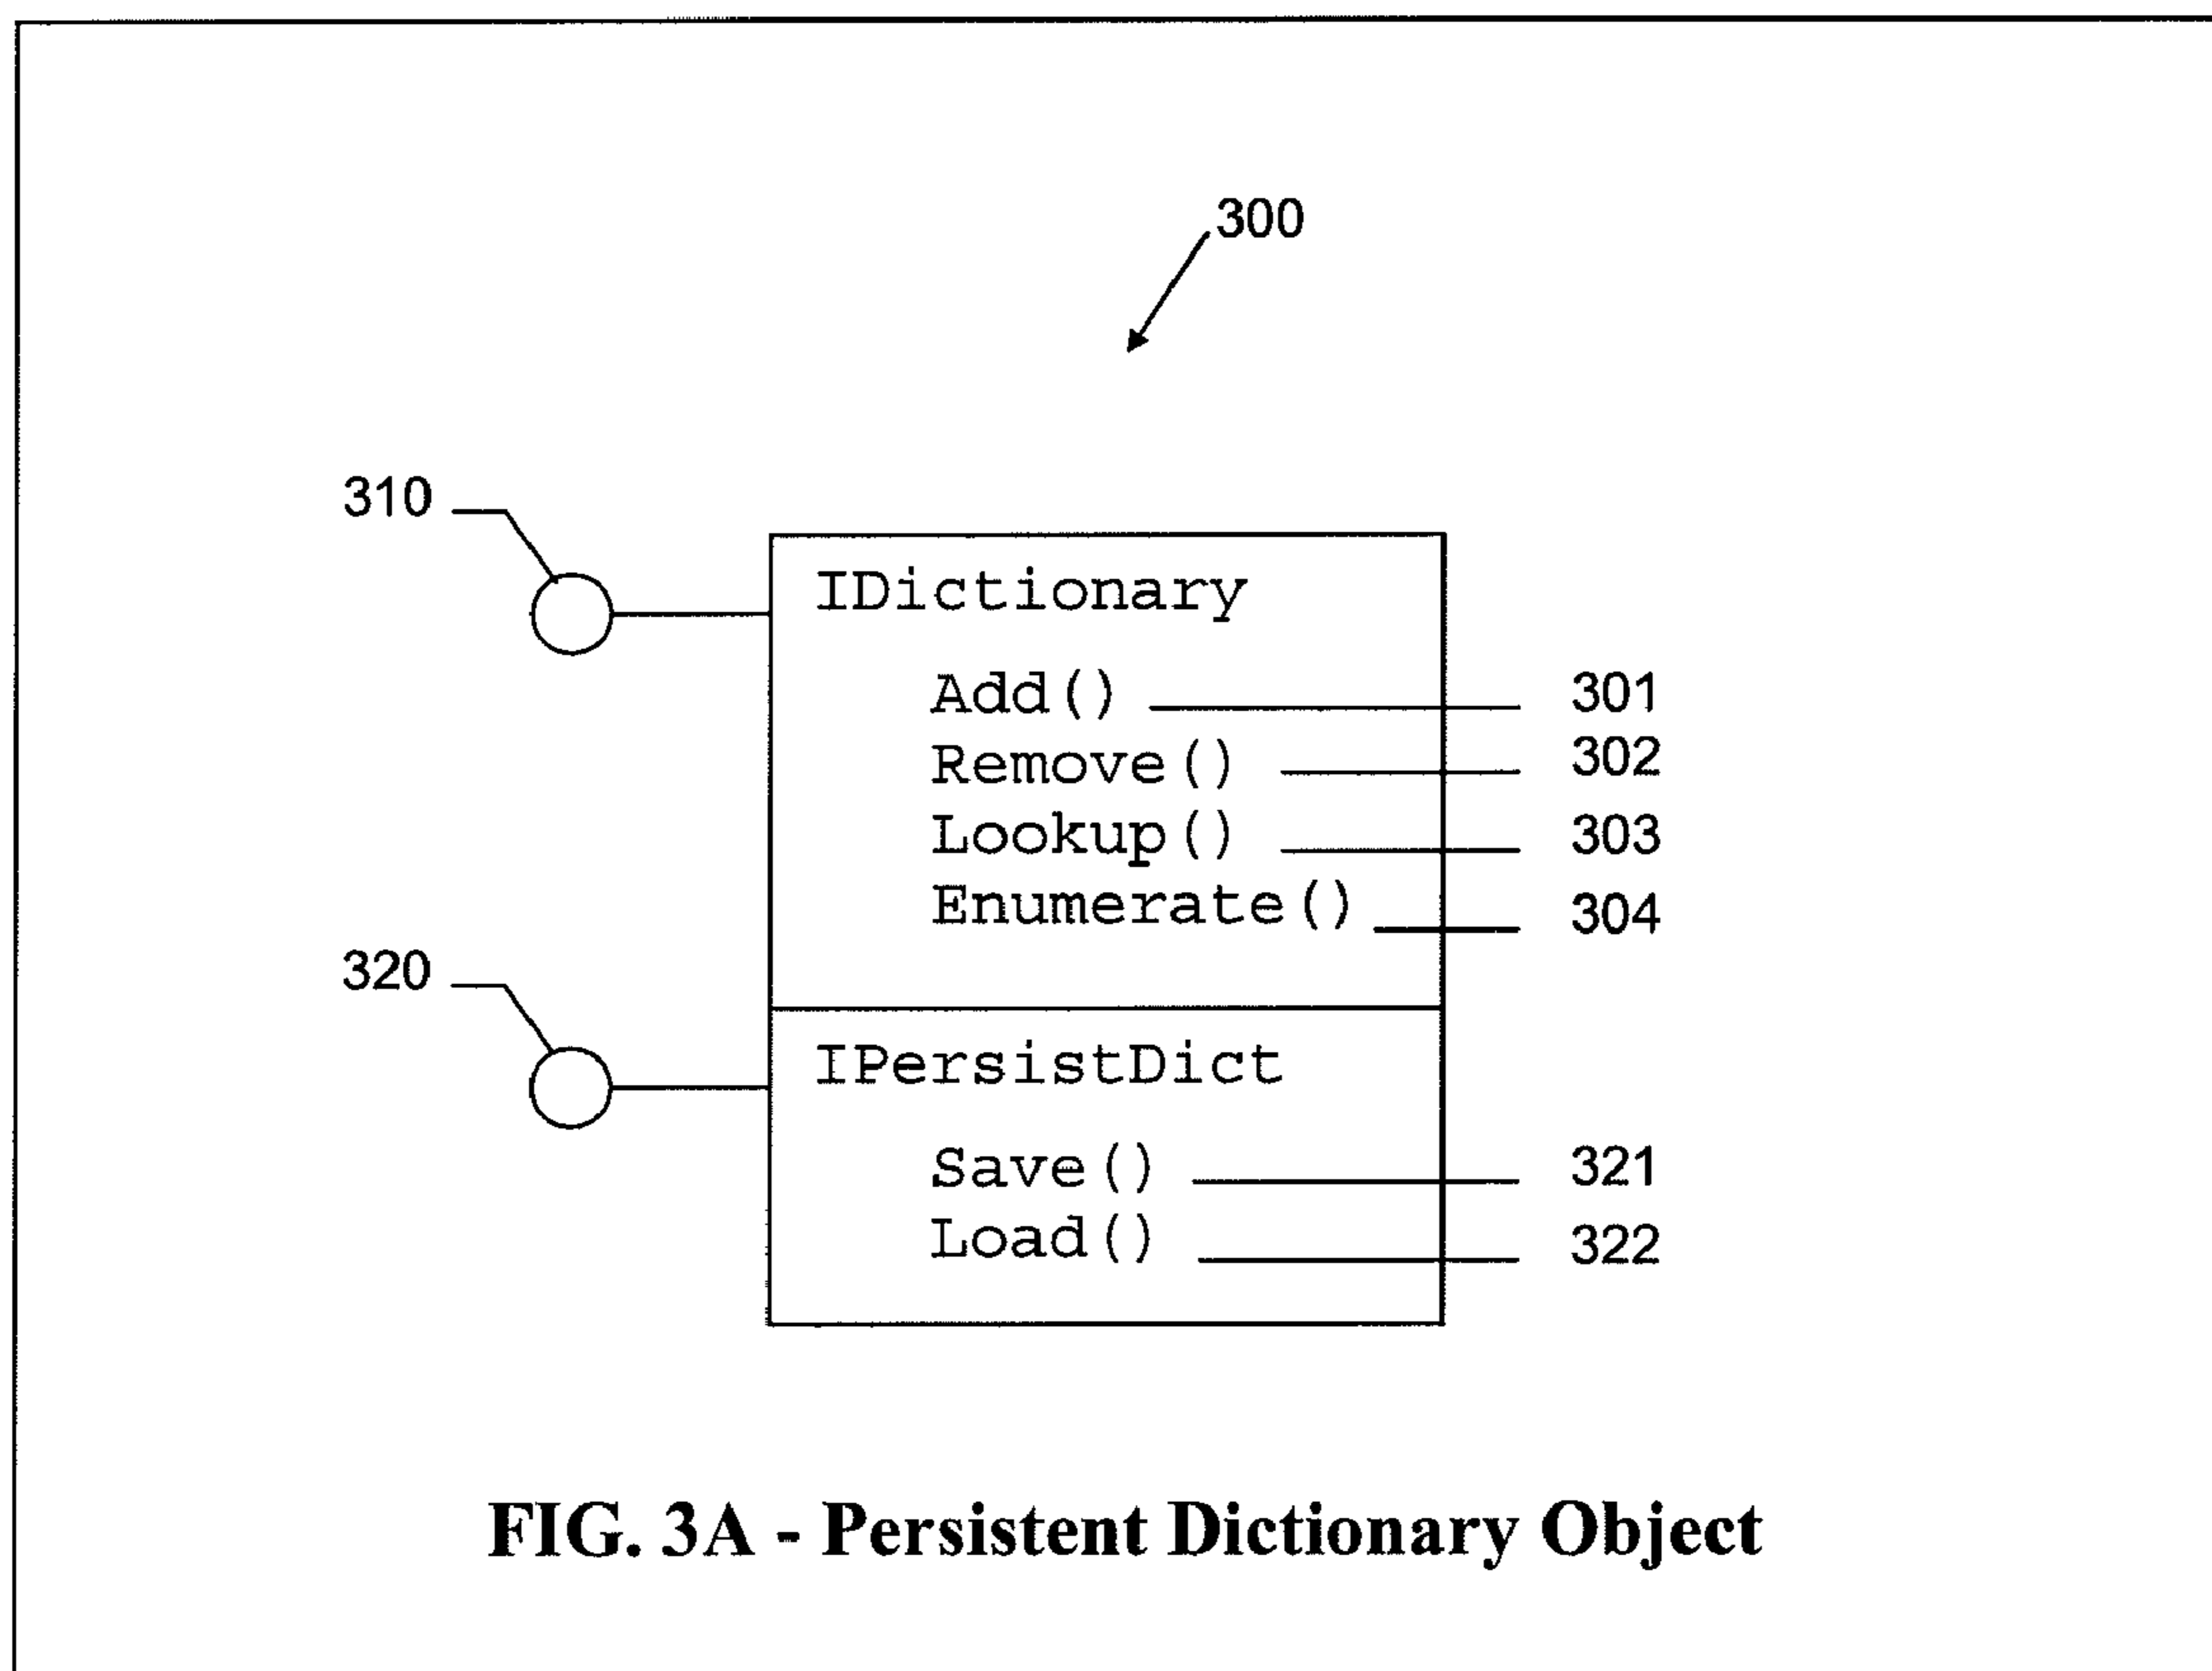 300
310
IDictionary
Add() 301
Remove() 302
Lookup() 303
Enumerate() 304
320
IPersistDict
Save() 321
Load() 322
FIG. 3A - Persistent Dictionary Object